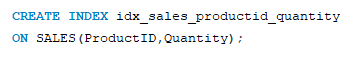 CREATE INDEX idx_sales_productid_quantity
ON SALES(ProductID,Quantity);